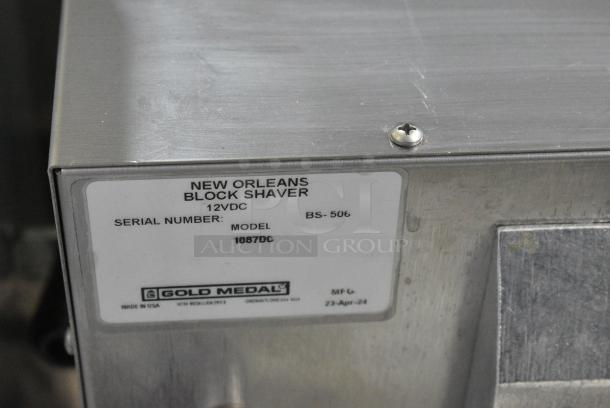 NEW ORLEANS
BLOCK SHAVER
12VDC
SERIAL NUMBER: BS-506
MODEL
1087DC
PCI
AUCTION GROUP
GOLD MEDAL
MADE IN USA
MFG.
23-Apr-24